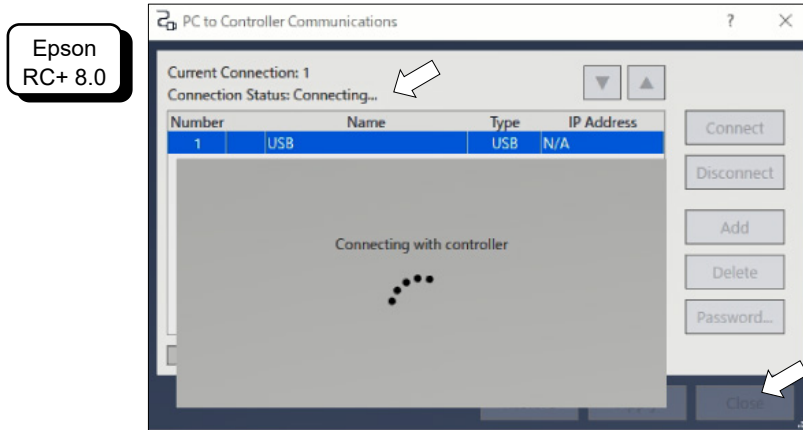 Epson
RC+ 8.0
PC to Controller Communications
Current Connection: 1
Connection Status: Connecting...
Number Name Type IP Address
1 USB USB N/A
Connect
Disconnect
Add
Delete
Password...
Connecting with controller
Close